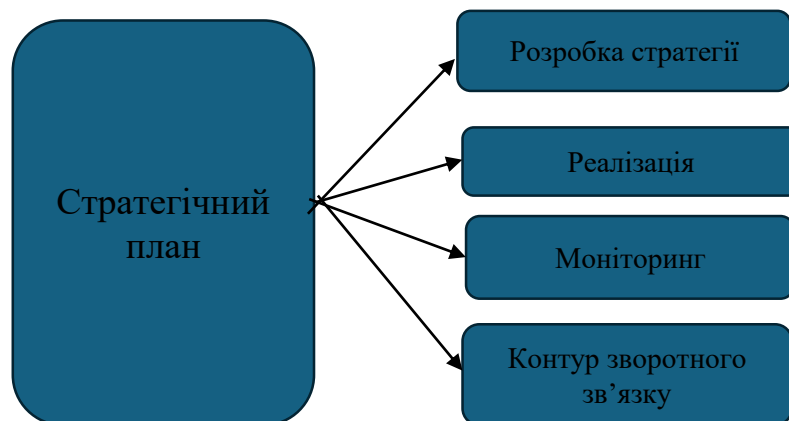 Стратегічний
план
Розробка стратегії
Реалізація
Моніторинг
Контур зворотного
зв’язку